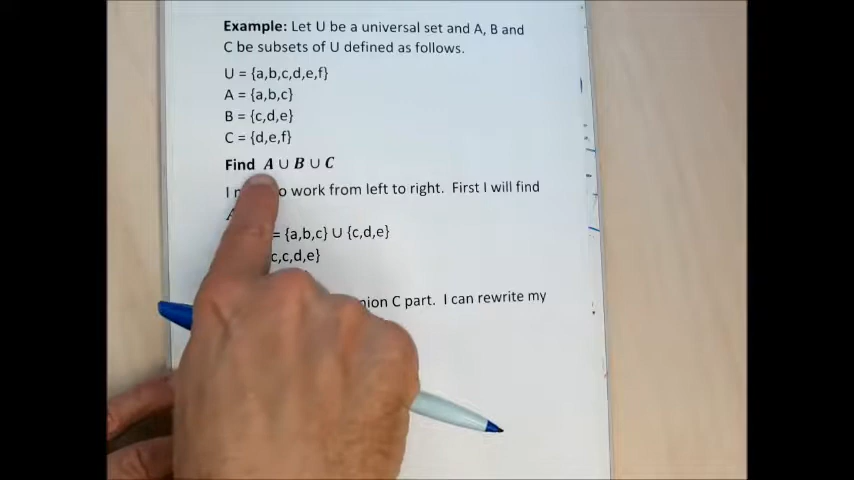 Example: Let U be a universal set and A, B and
C be subsets of U defined as follows.
U = {a,b,c,d,e,f}
A = {a,b,c}
B = {c,d,e}
C = {d,e,f}
Find A ∪ B ∪ C
I work from left to right. First I will find
= {a,b,c} ∪ {c,d,e}
c,c,d,e}
C part. I can rewrite my